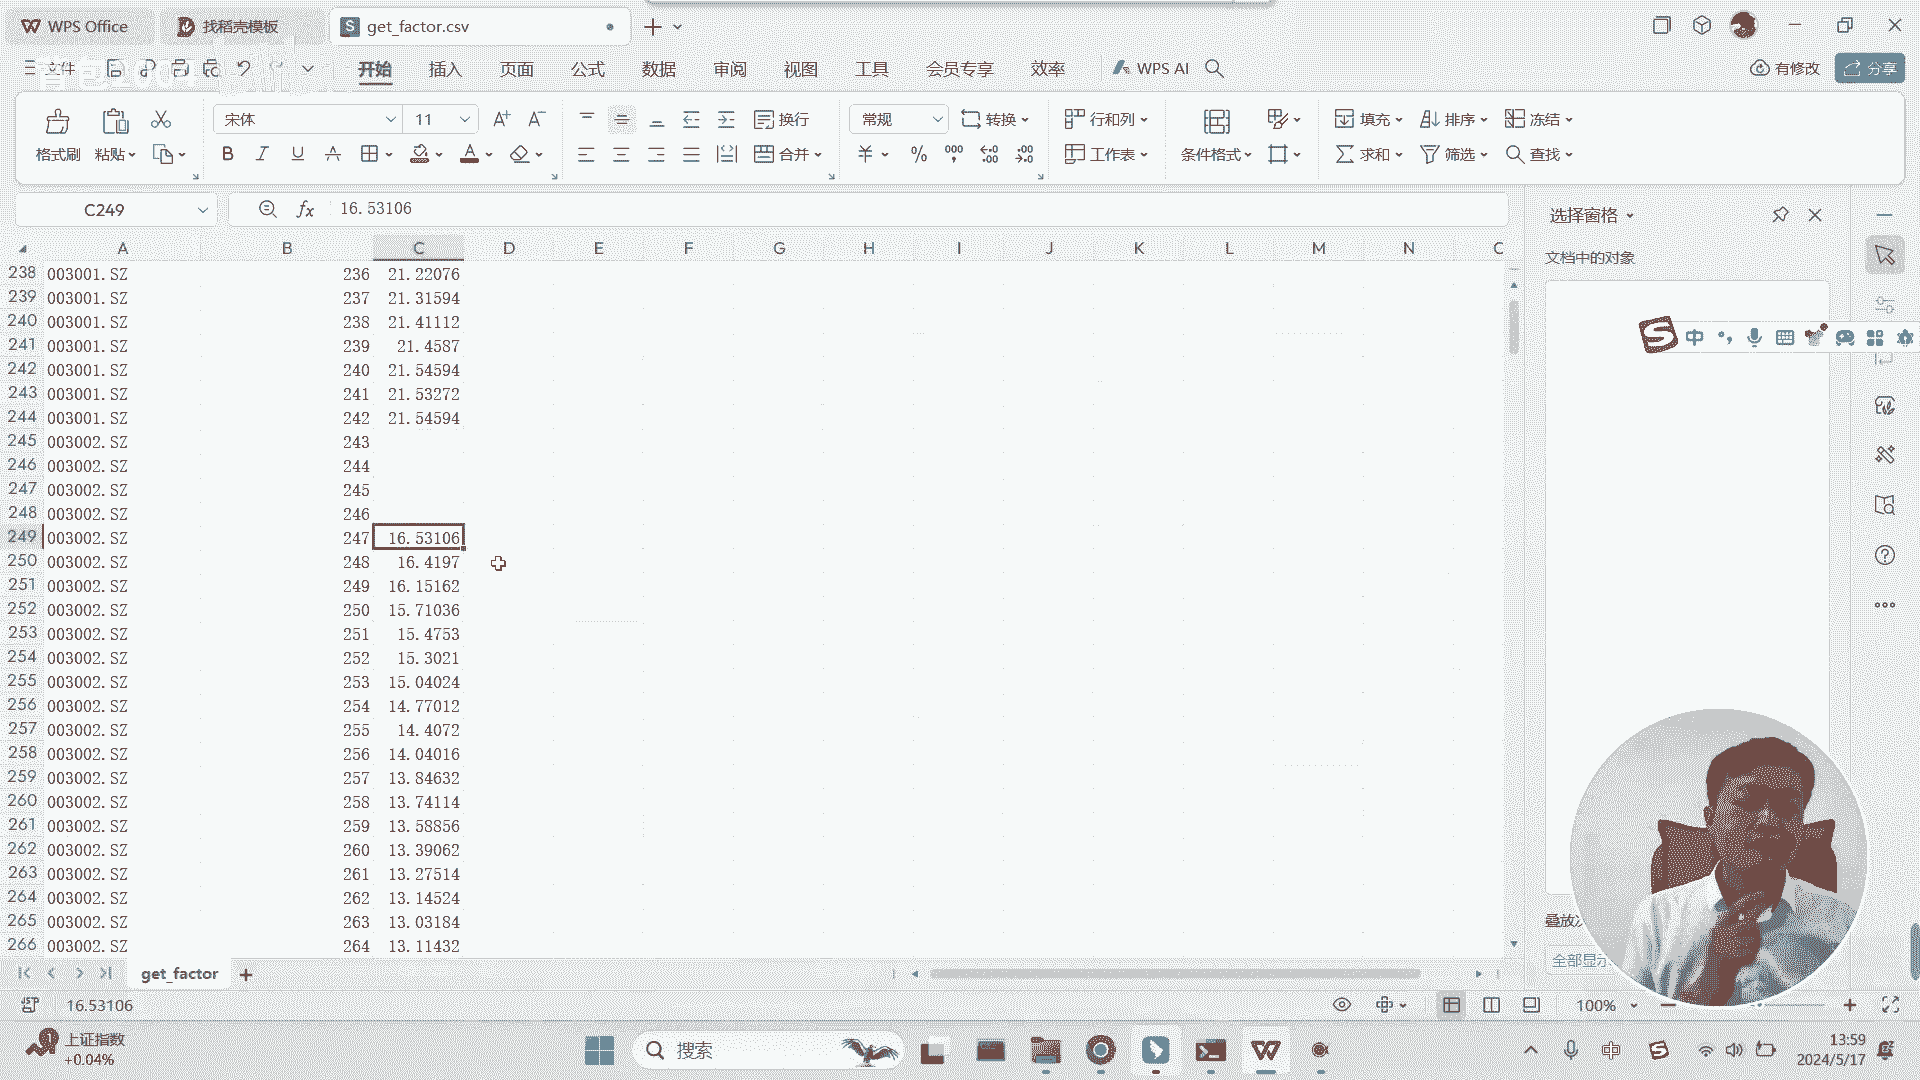 WPS Office 找稻壳模板 get_factor.csv
文件 开始 插入 页面 公式 数据 审阅 视图 工具 会员专享 效率 WPS AI 有修改 分享
宋体 11 换行 常规 转换 行和列 填充 排序 冻结
格式刷 粘贴 合并 工作表 条件格式 求和 筛选 查找
C249 fx 16.53106 选择窗格
文档中的对象
A B C D E F G H I J K L M N
238 003001.SZ 236 21.22076
239 003001.SZ 237 21.31594
240 003001.SZ 238 21.41112
241 003001.SZ 239 21.4587
242 003001.SZ 240 21.54594
243 003001.SZ 241 21.53272
244 003001.SZ 242 21.54594
245 003002.SZ 243
246 003002.SZ 244
247 003002.SZ 245
248 003002.SZ 246
249 003002.SZ 247 16.53106
250 003002.SZ 248 16.4197
251 003002.SZ 249 16.15162
252 003002.SZ 250 15.71036
253 003002.SZ 251 15.4753
254 003002.SZ 252 15.3021
255 003002.SZ 253 15.04024
256 003002.SZ 254 14.77012
257 003002.SZ 255 14.4072
258 003002.SZ 256 14.04016
259 003002.SZ 257 13.84632
260 003002.SZ 258 13.74114
261 003002.SZ 259 13.58856
262 003002.SZ 260 13.39062
263 003002.SZ 261 13.27514
264 003002.SZ 262 13.14524
265 003002.SZ 263 13.03184
266 003002.SZ 264 13.11432
叠放
全部显示
get_factor
16.53106 100%
上证指数
+0.04%
搜索
中
13:59
2024/5/17